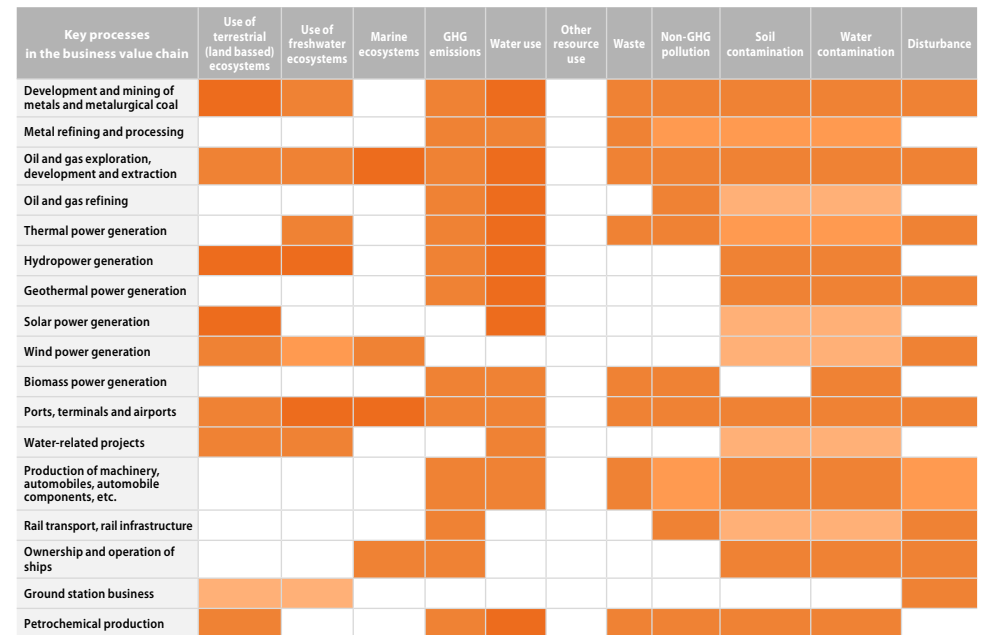 Key processes
in the business value chain
Use of
terrestrial
(land bassed)
ecosystems
Use of
freshwater
ecosystems
Marine
ecosystems
GHG
emissions
Water use
Other
resource
use
Waste
Non-GHG
pollution
Soil
contamination
Water
contamination
Disturbance
Development and mining of
metals and metalurgical coal
Metal refining and processing
Oil and gas exploration,
development and extraction
Oil and gas refining
Thermal power generation
Hydropower generation
Geothermal power generation
Solar power generation
Wind power generation
Biomass power generation
Ports, terminals and airports
Water-related projects
Production of machinery,
automobiles, automobile
components, etc.
Rail transport, rail infrastructure
Ownership and operation of
ships
Ground station business
Petrochemical production